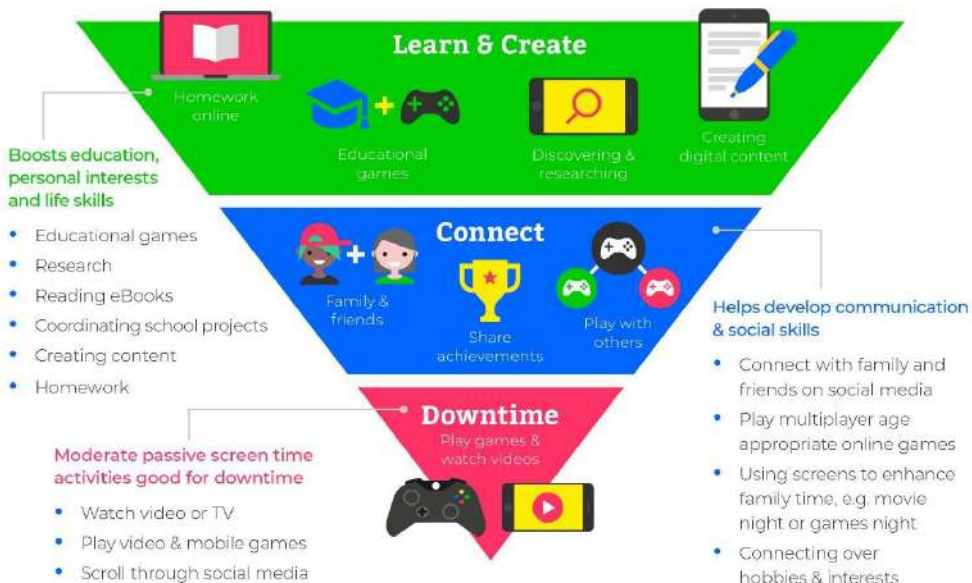 Learn & Create
Homework
online
Educational
games
Discovering &
researching
Creating
digital content
Boosts education,
personal interests
and life skills
• Educational games
• Research
• Reading eBooks
• Coordinating school projects
• Creating content
• Homework
Connect
Family &
friends
Share
achievements
Play with
others
Helps develop communication
& social skills
• Connect with family and
friends on social media
• Play multiplayer age
appropriate online games
• Using screens to enhance
family time, e.g. movie
night or games night
• Connecting over
hobbies & interests
Downtime
Play games &
watch videos
Moderate passive screen time
activities good for downtime
• Watch video or TV
• Play video & mobile games
• Scroll through social media